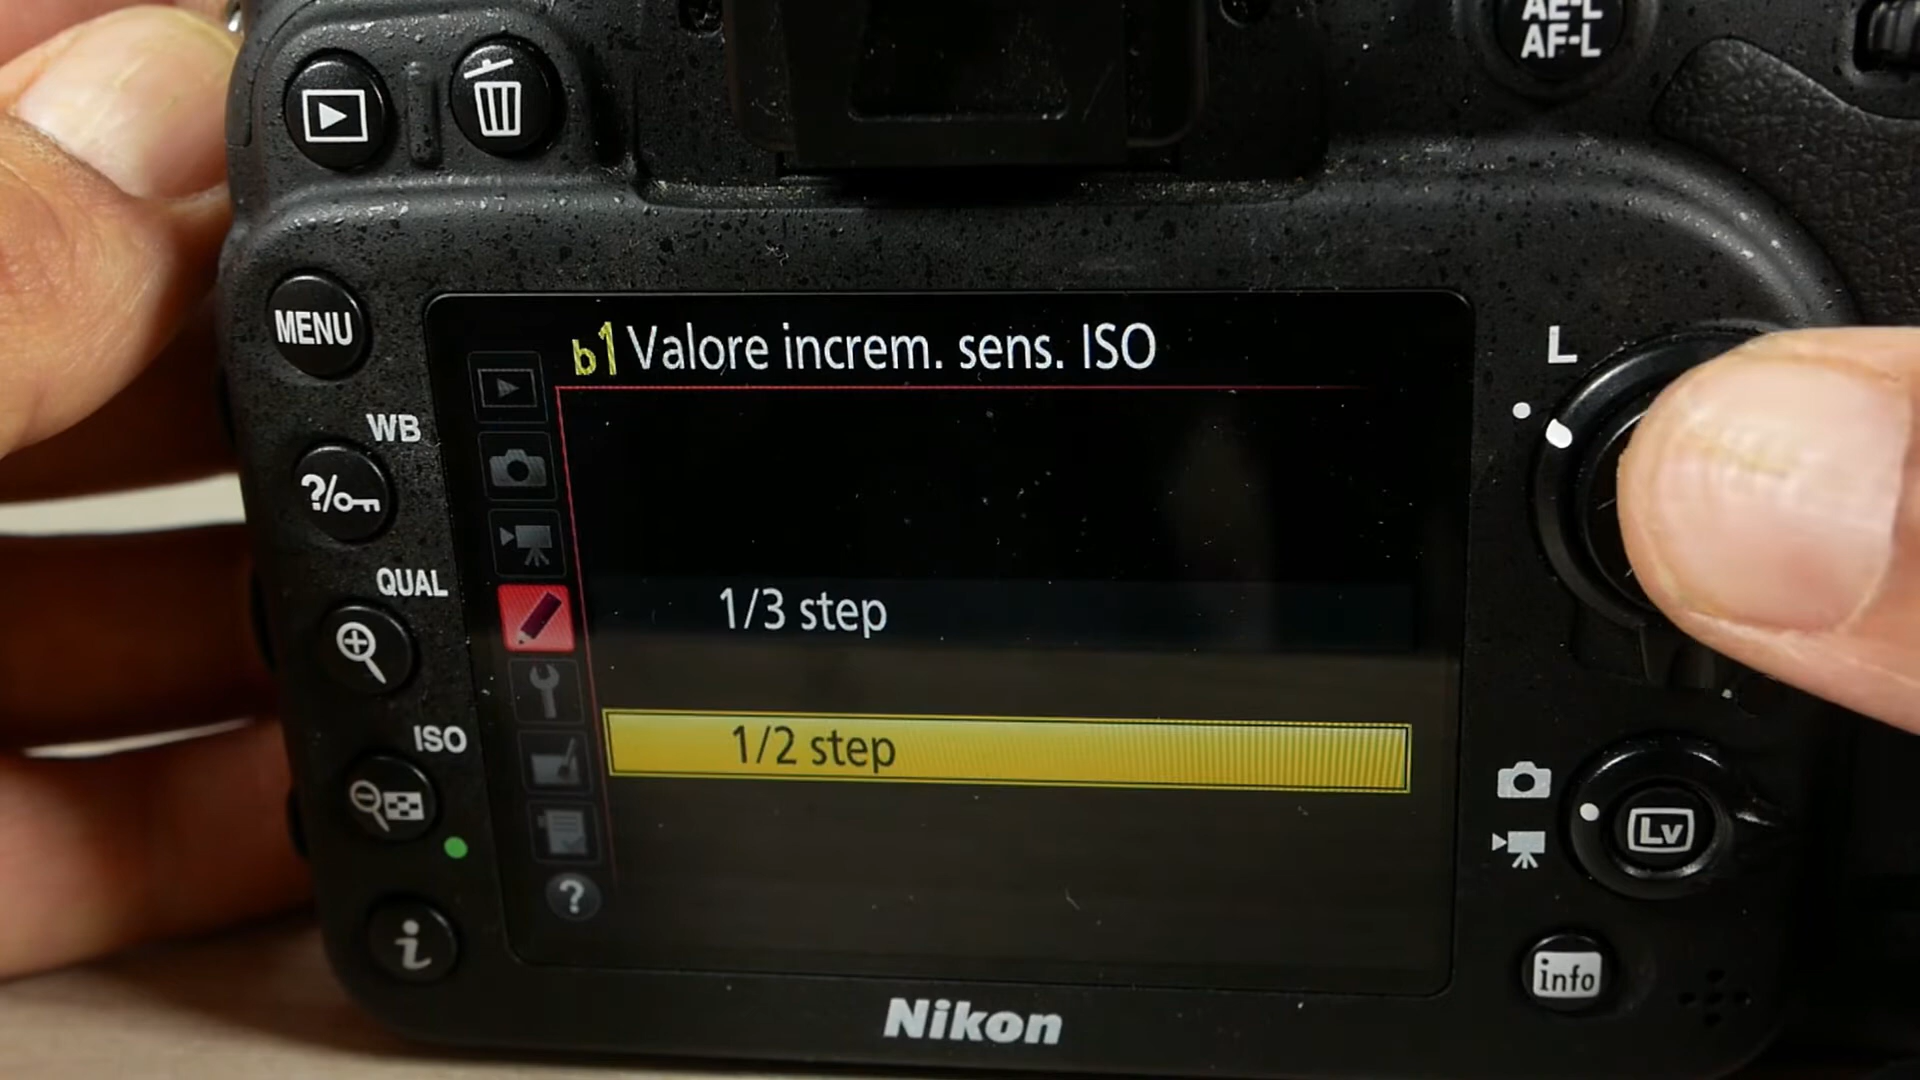 AE-L
AF-L
MENU
b1 Valore increm. sens. ISO
L
WB
?
QUAL
1/3 step
ISO
1/2 step
Lv
?
i
info
Nikon